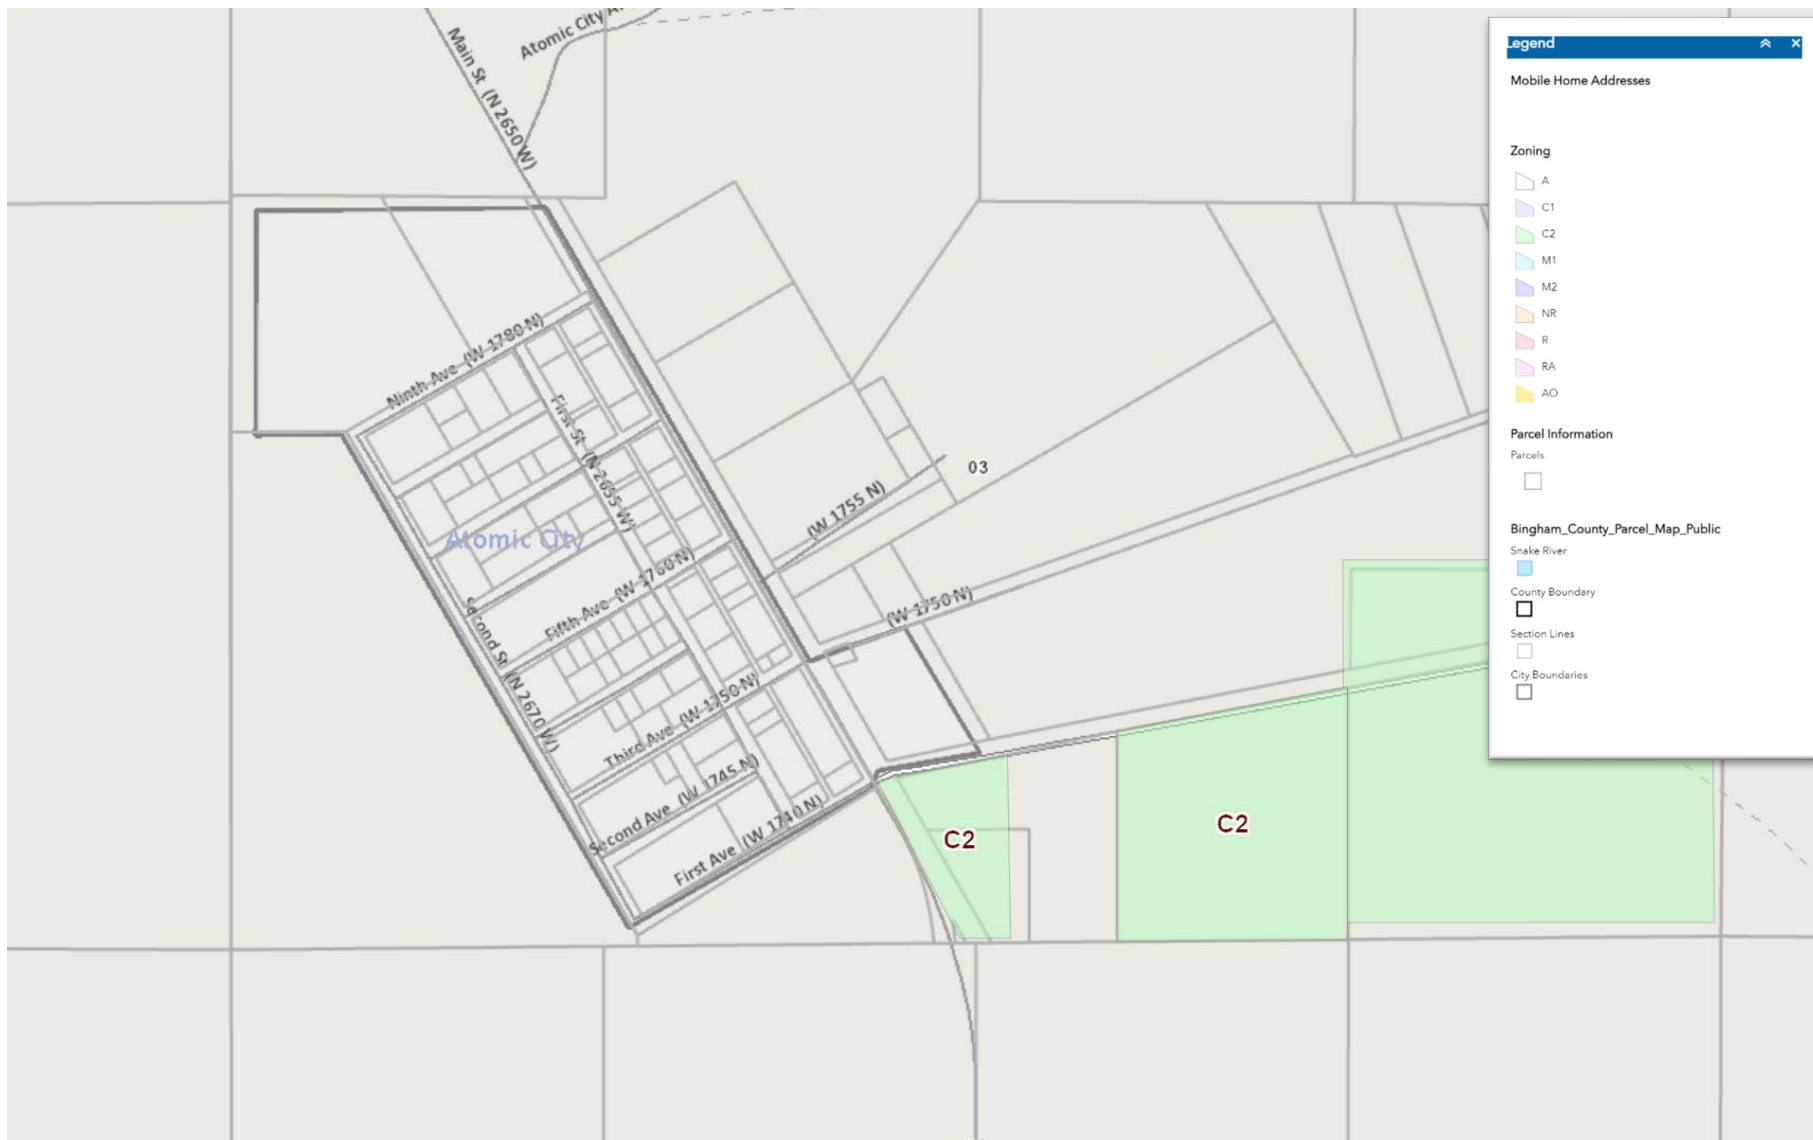 Atomic City
Main St (N 2650 W)
Ninth Ave (W 1780 N)
First St (N 2655 W)
03
(W 1755 N)
Atomic City
Fifth Ave (W 1760 N)
Second St (N 2670 W)
(W 1750 N)
Third Ave (W 1750 N)
Second Ave (W 1745 N)
First Ave (W 1740 N)
C2
C2
Legend
Mobile Home Addresses
Zoning
A
C1
C2
M1
M2
NR
R
RA
AO
Parcel Information
Parcels
Bingham_County_Parcel_Map_Public
Snake River
County Boundary
Section Lines
City Boundaries